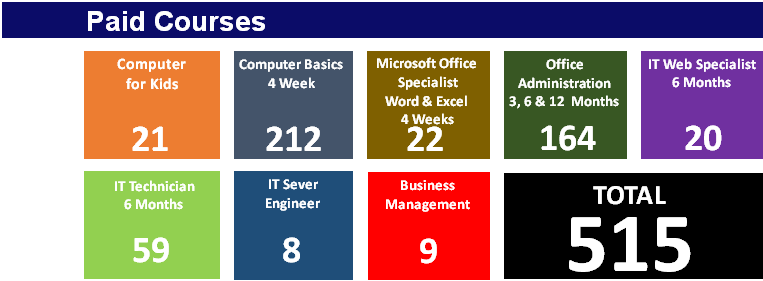 Paid Courses
Computer
for Kids
21
Computer Basics
4 Week
212
Microsoft Office
Specialist
Word & Excel
4 Weeks
22
Office
Administration
3, 6 & 12 Months
164
IT Web Specialist
6 Months
20
IT Technician
6 Months
59
IT Sever
Engineer
8
Business
Management
9
TOTAL
515